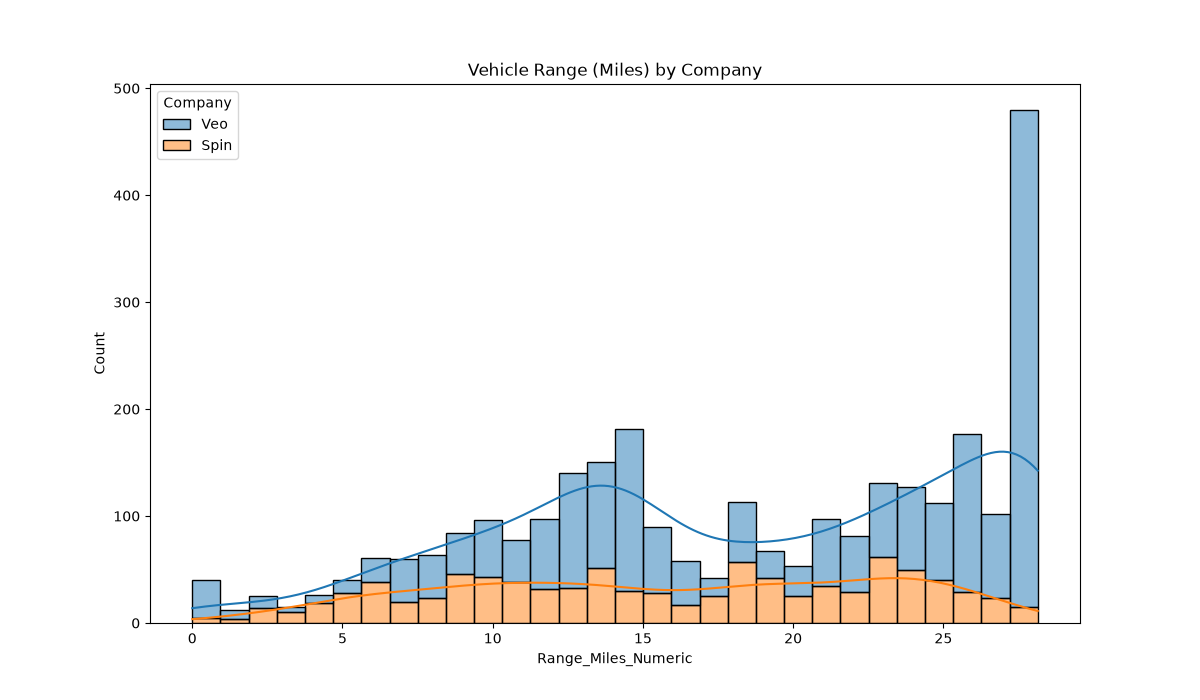 Vehicle Range (Miles) by Company
Company
Veo
Spin
500
400
300
200
100
0
Count
0 5 10 15 20 25
Range_Miles_Numeric